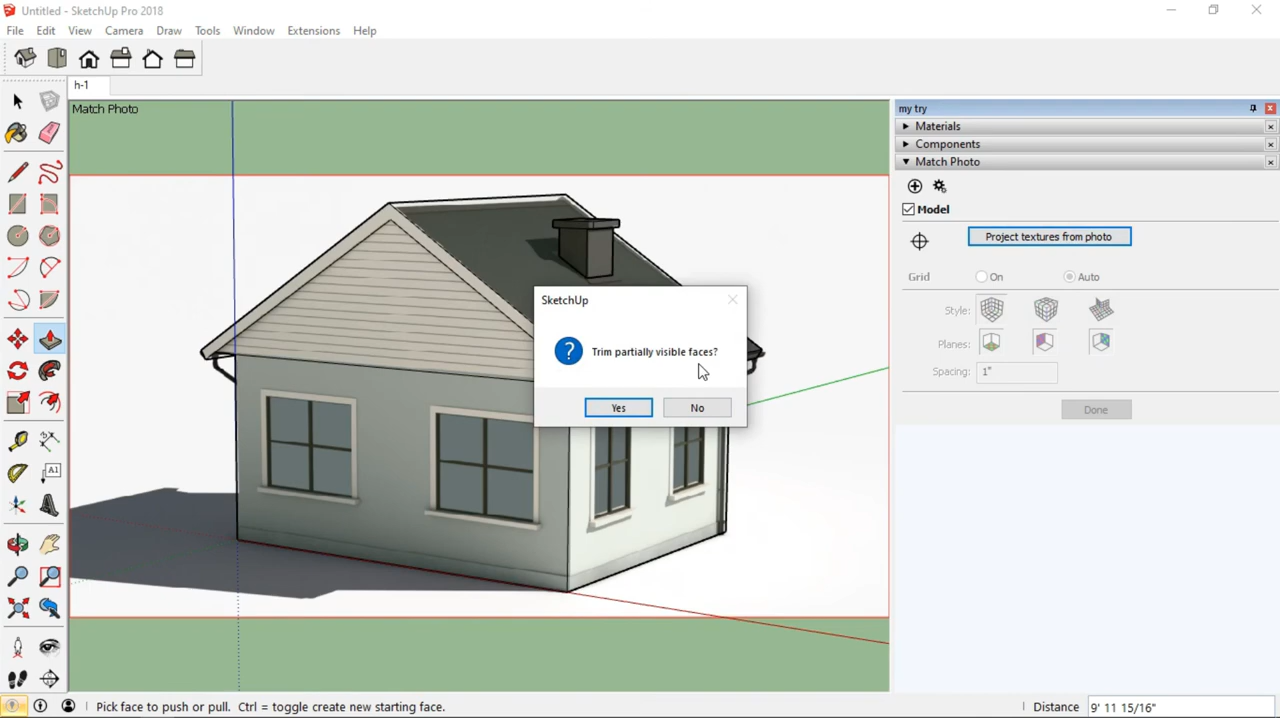 Untitled - SketchUp Pro 2018
File Edit View Camera Draw Tools Window Extensions Help
h-1
Match Photo
my try
Materials
Components
Match Photo
Model
Project textures from photo
Grid On Auto
Style:
Planes:
Spacing: 1"
Done
SketchUp
Trim partially visible faces?
Yes No
A1
Pick face to push or pull. Ctrl = toggle create new starting face.
Distance 9' 11 15/16"